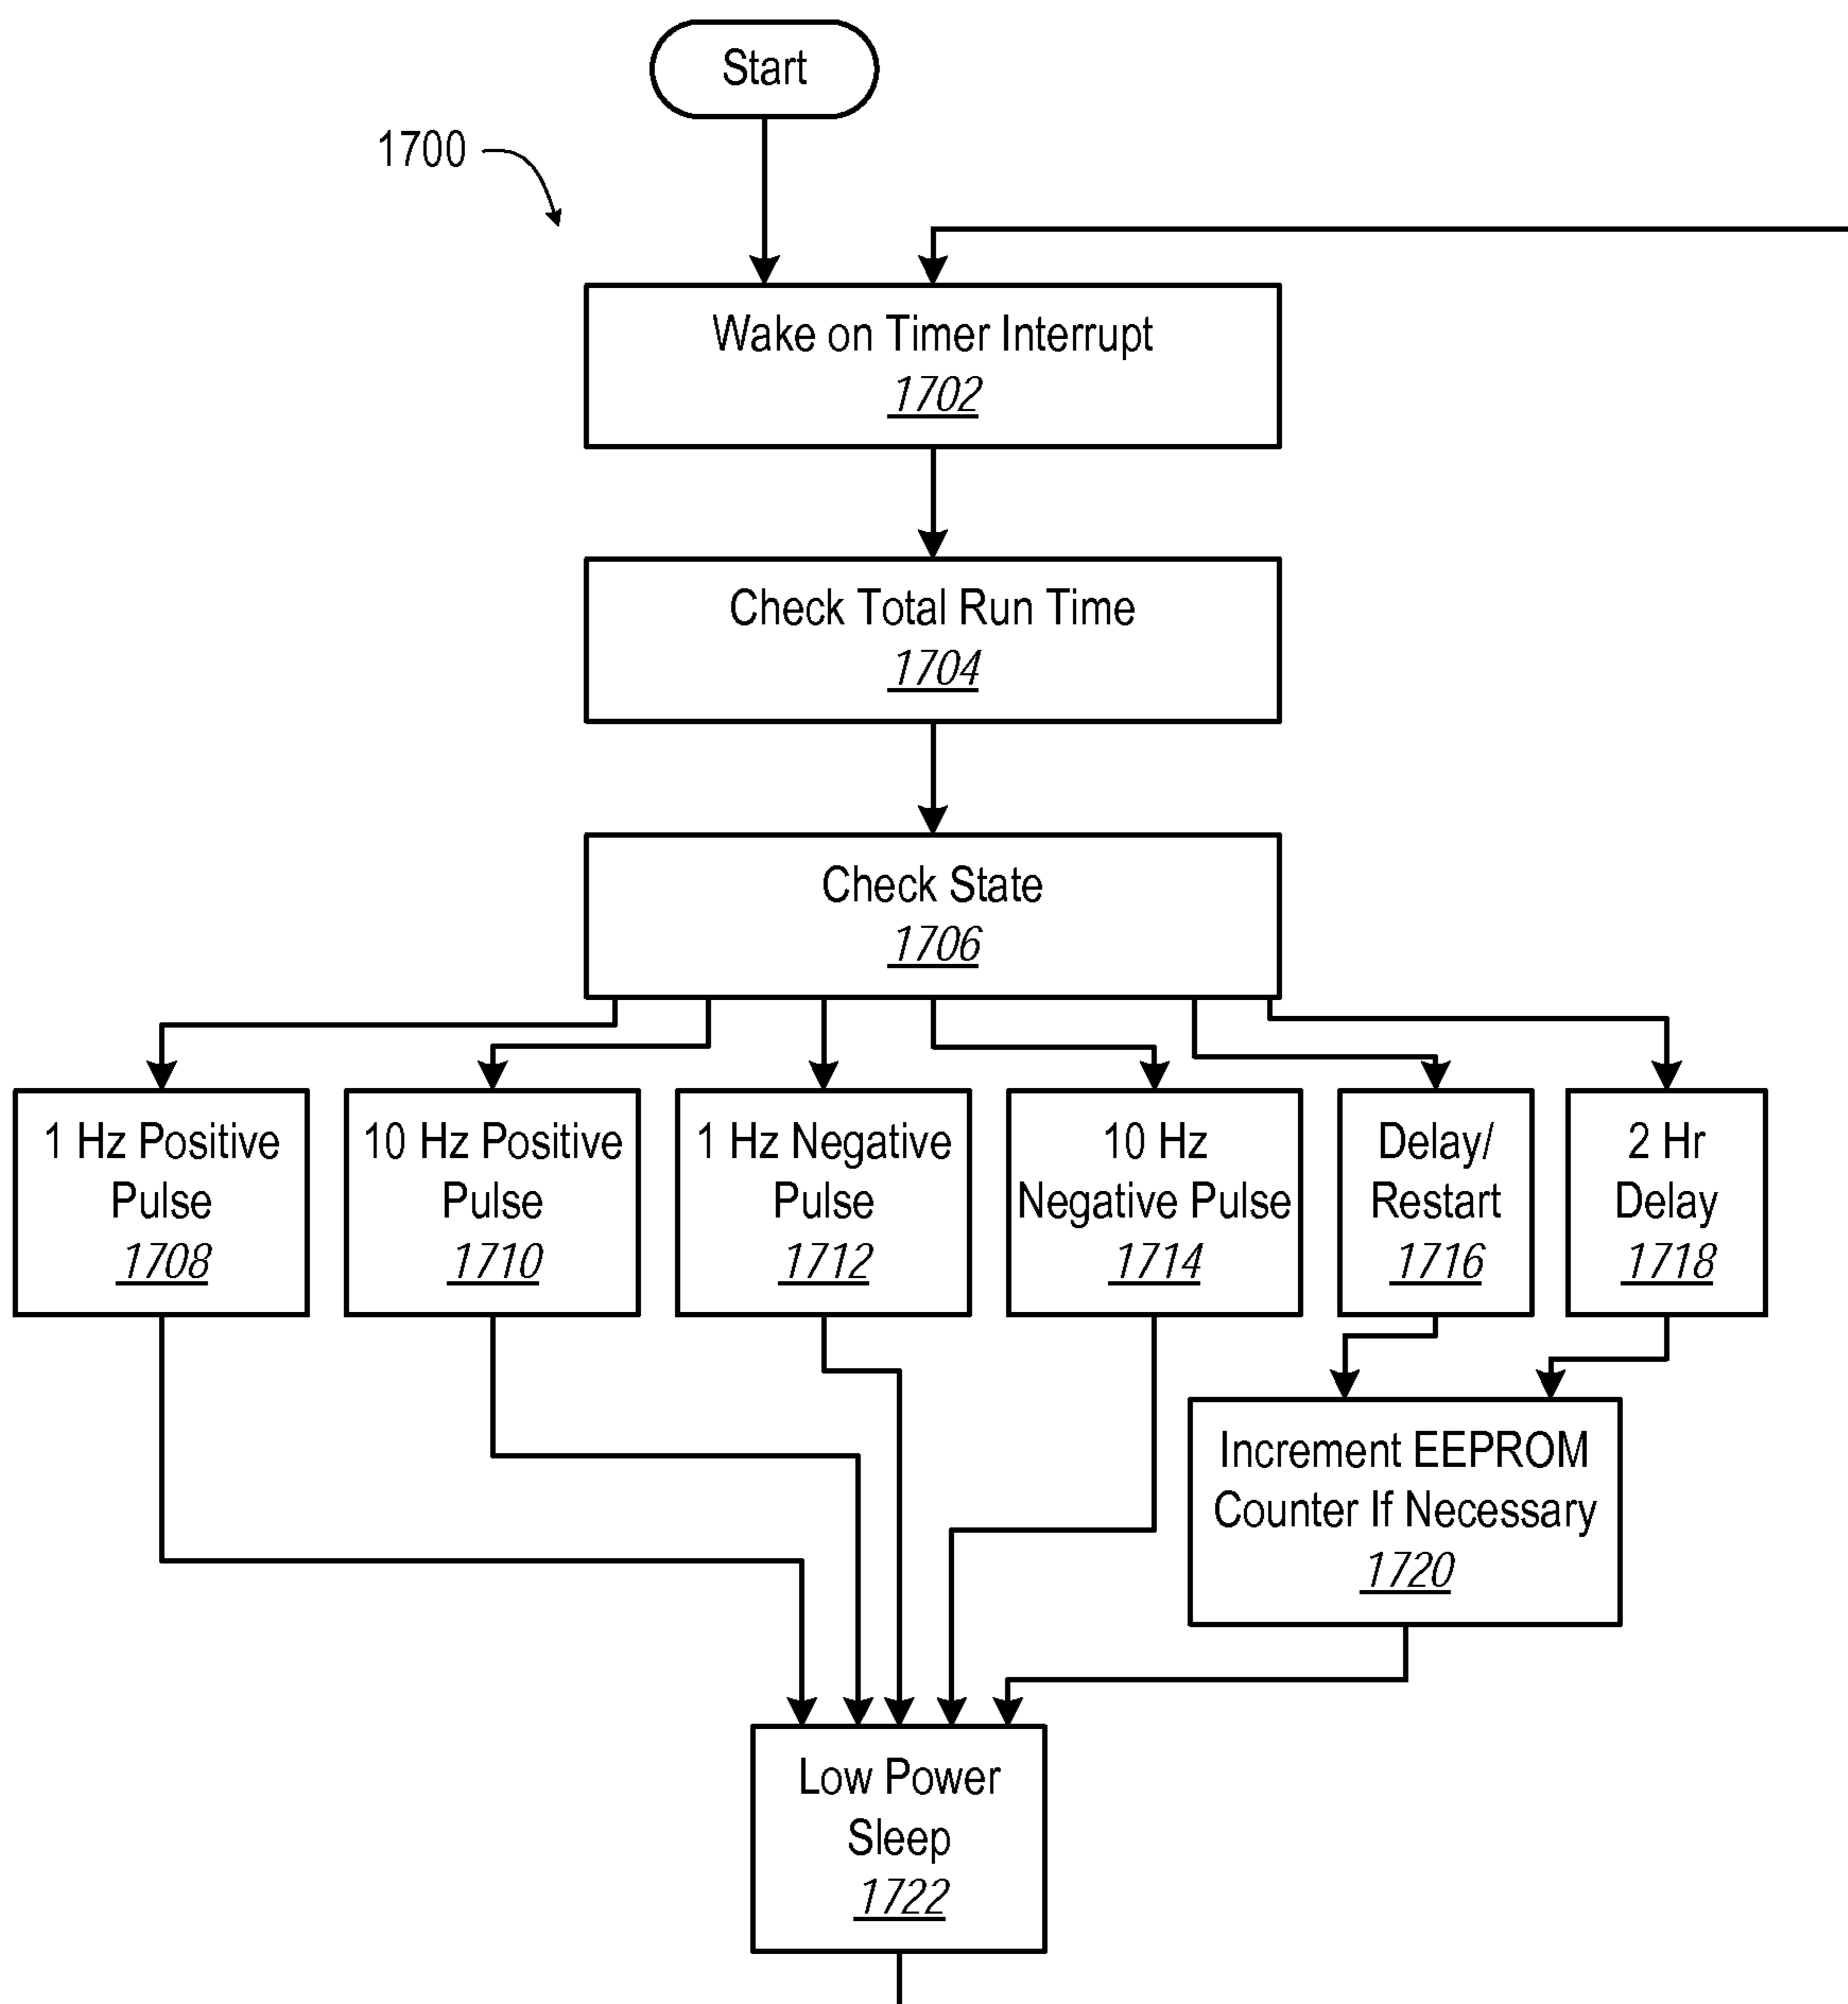 Start
1700
Wake on Timer Interrupt
1702
Check Total Run Time
1704
Check State
1706
1 Hz Positive
Pulse
1708
10 Hz Positive
Pulse
1710
1 Hz Negative
Pulse
1712
10 Hz
Negative Pulse
1714
Delay/
Restart
1716
2 Hr
Delay
1718
Increment EEPROM
Counter If Necessary
1720
Low Power
Sleep
1722